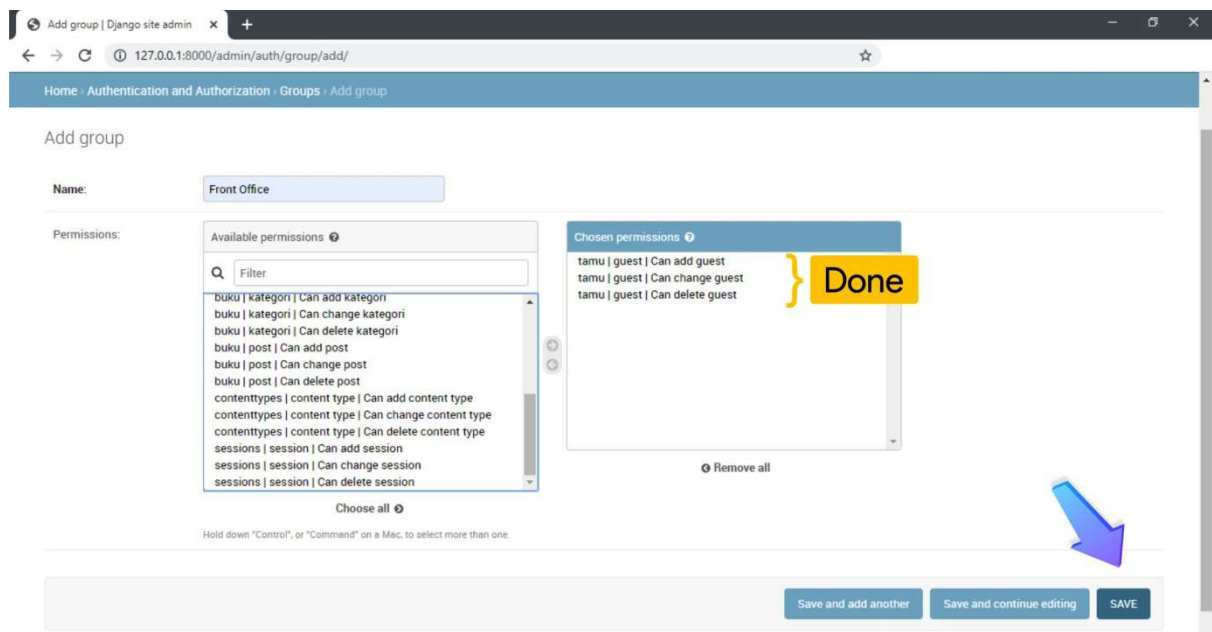 Add group | Django site admin
127.0.0.1:8000/admin/auth/group/add/
Home › Authentication and Authorization › Groups › Add group
Add group
Name:
Front Office
Permissions:
Available permissions
Filter
buku | kategori | Can add kategori
buku | kategori | Can change kategori
buku | kategori | Can delete kategori
buku | post | Can add post
buku | post | Can change post
buku | post | Can delete post
contenttypes | content type | Can add content type
contenttypes | content type | Can change content type
contenttypes | content type | Can delete content type
sessions | session | Can add session
sessions | session | Can change session
sessions | session | Can delete session
Choose all
Hold down "Control", or "Command" on a Mac, to select more than one.
Chosen permissions
tamu | guest | Can add guest
tamu | guest | Can change guest
tamu | guest | Can delete guest
Done
Remove all
Save and add another
Save and continue editing
SAVE